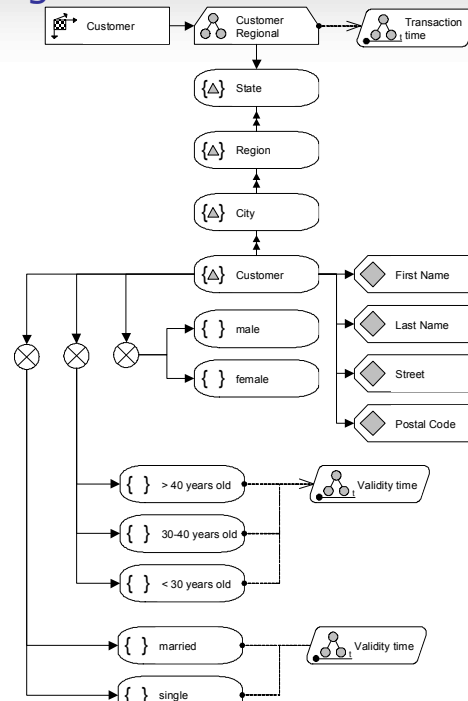 Customer
Customer
Regional
Transaction
time
t
{ } State
{ } Region
{ } City
{ } Customer
First Name
{ } male
Last Name
{ } female
Street
Postal Code
{ } > 40 years old
Validity time
t
{ } 30-40 years old
{ } < 30 years old
{ } married
Validity time
t
{ } single